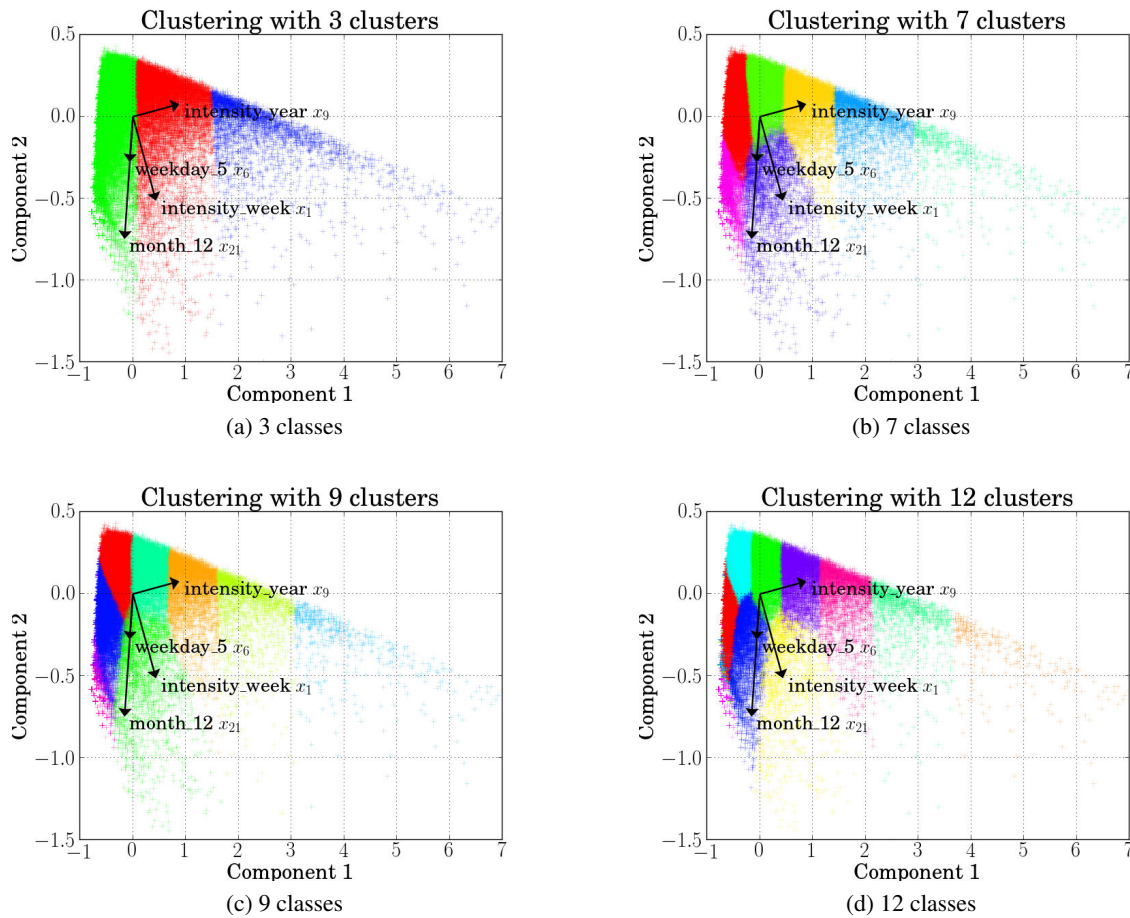 Clustering with 3 clusters
0.5
0.0
−0.5
−1.0
−1.5
Component 2
intensity_year x9
weekday_5 x6
intensity_week x1
month_12 x21
−1 0 1 2 3 4 5 6 7
Component 1
(a) 3 classes
Clustering with 7 clusters
0.5
0.0
−0.5
−1.0
−1.5
Component 2
intensity_year x9
weekday_5 x6
intensity_week x1
month_12 x21
−1 0 1 2 3 4 5 6 7
Component 1
(b) 7 classes
Clustering with 9 clusters
0.5
0.0
−0.5
−1.0
−1.5
Component 2
intensity_year x9
weekday_5 x6
intensity_week x1
month_12 x21
−1 0 1 2 3 4 5 6 7
Component 1
(c) 9 classes
Clustering with 12 clusters
0.5
0.0
−0.5
−1.0
−1.5
Component 2
intensity_year x9
weekday_5 x6
intensity_week x1
month_12 x21
−1 0 1 2 3 4 5 6 7
Component 1
(d) 12 classes